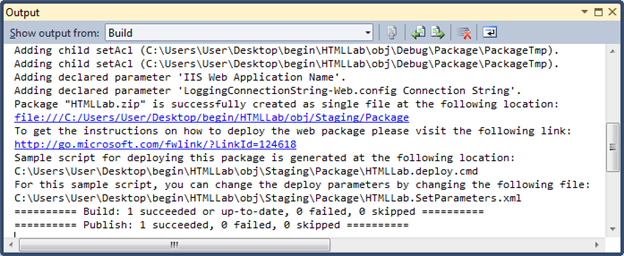 Output
Show output from: Build
Adding child setAcl (C:\Users\User\Desktop\begin\HTMLLab\obj\Debug\Package\PackageTmp).
Adding child setAcl (C:\Users\User\Desktop\begin\HTMLLab\obj\Debug\Package\PackageTmp).
Adding declared parameter 'IIS Web Application Name'.
Adding declared parameter 'LoggingConnectionString-Web.config Connection String'.
Package "HTMLLab.zip" is successfully created as single file at the following location:
file:///C:/Users/User/Desktop/begin/HTMLLab/obj/Staging/Package
To get the instructions on how to deploy the web package please visit the following link:
http://go.microsoft.com/fwlink/?LinkId=124618
Sample script for deploying this package is generated at the following location:
C:\Users\User\Desktop\begin\HTMLLab\obj\Staging\Package\HTMLLab.deploy.cmd
For this sample script, you can change the deploy parameters by changing the following file:
C:\Users\User\Desktop\begin\HTMLLab\obj\Staging\Package\HTMLLab.SetParameters.xml
========== Build: 1 succeeded or up-to-date, 0 failed, 0 skipped ==========
========== Publish: 1 succeeded, 0 failed, 0 skipped ==========